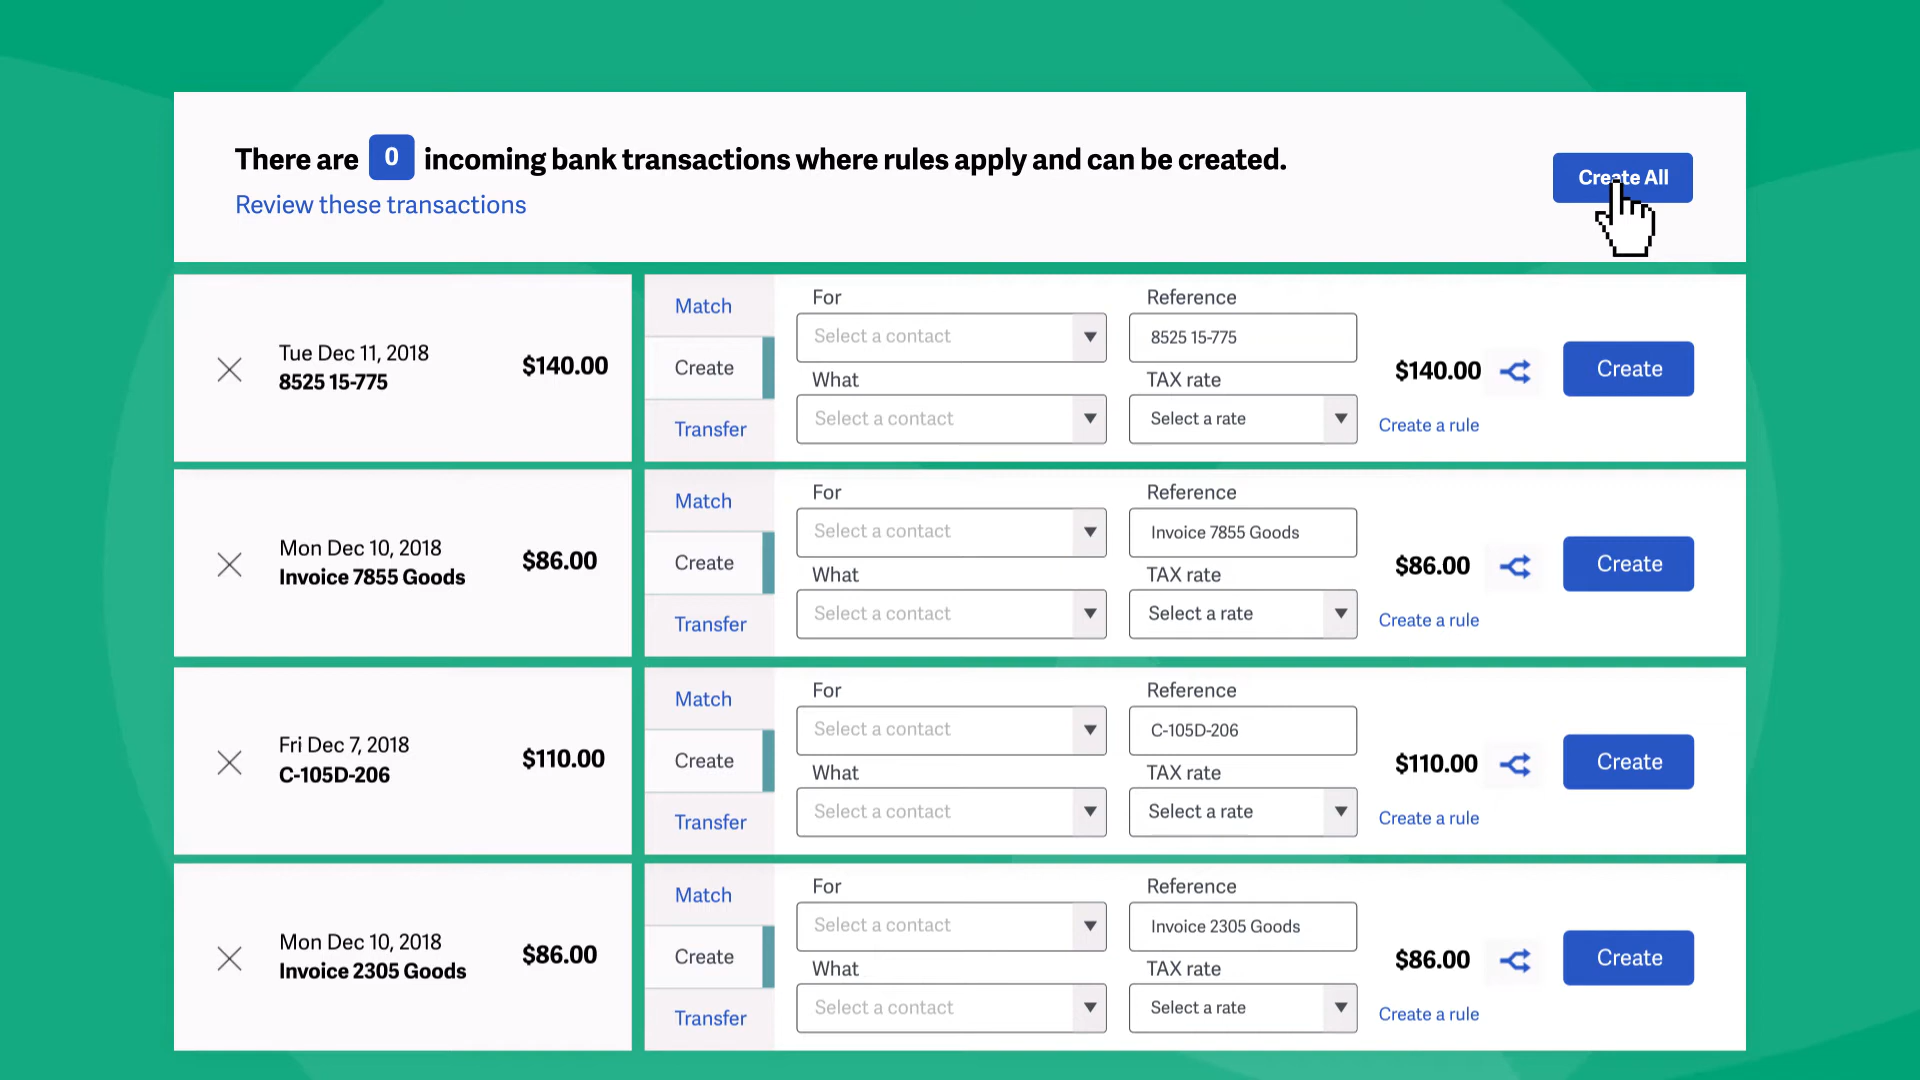 There are 0 incoming bank transactions where rules apply and can be created.
Review these transactions
Create All
Tue Dec 11, 2018
8525 15-775
$140.00
Match
Create
Transfer
For
Select a contact
What
Select a contact
Reference
8525 15-775
TAX rate
Select a rate
$140.00
Create a rule
Create
Mon Dec 10, 2018
Invoice 7855 Goods
$86.00
Match
Create
Transfer
For
Select a contact
What
Select a contact
Reference
Invoice 7855 Goods
TAX rate
Select a rate
$86.00
Create a rule
Create
Fri Dec 7, 2018
C-105D-206
$110.00
Match
Create
Transfer
For
Select a contact
What
Select a contact
Reference
C-105D-206
TAX rate
Select a rate
$110.00
Create a rule
Create
Mon Dec 10, 2018
Invoice 2305 Goods
$86.00
Match
Create
Transfer
For
Select a contact
What
Select a contact
Reference
Invoice 2305 Goods
TAX rate
Select a rate
$86.00
Create a rule
Create